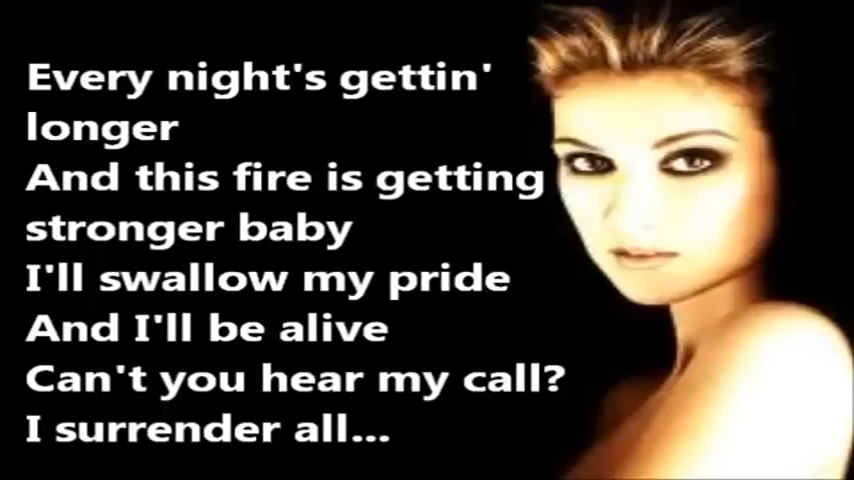 Every night's gettin'
longer
And this fire is getting
stronger baby
I'll swallow my pride
And I'll be alive
Can't you hear my call?
I surrender all...